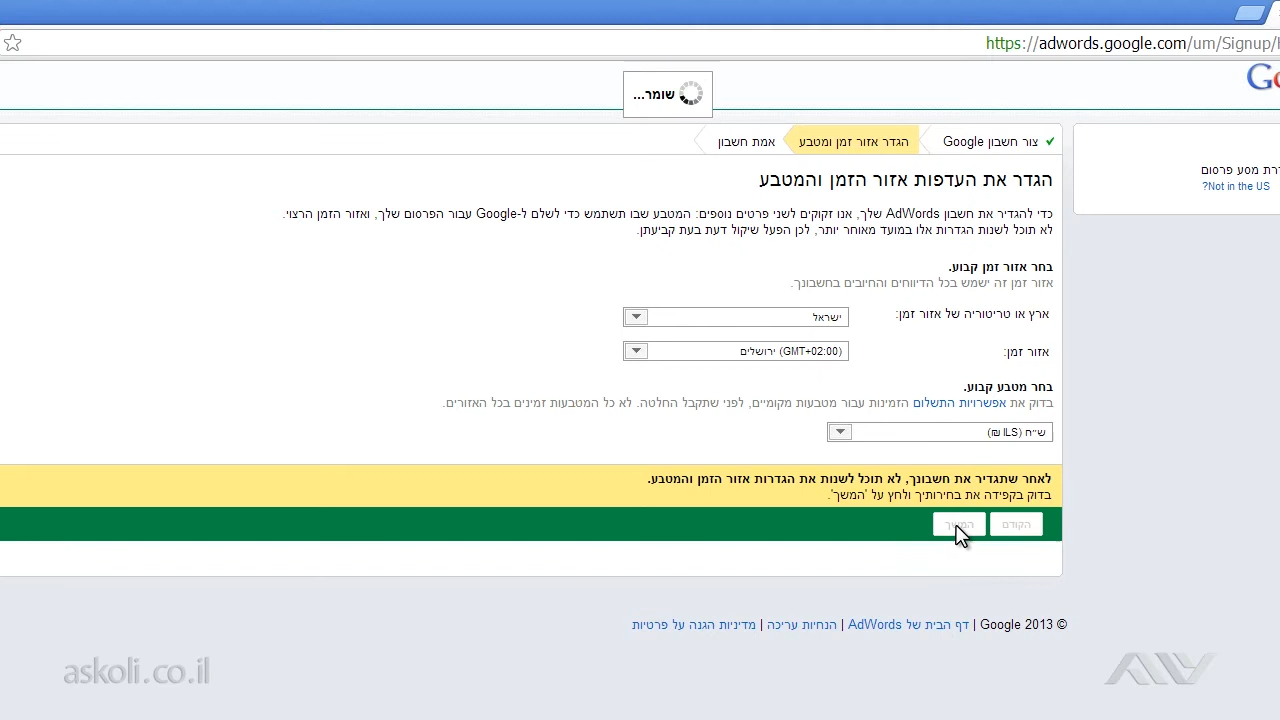 https://adwords.google.com/um/Signup/
שומר...
צור חשבון Google
הגדר אזור זמן ומטבע
אמת חשבון
הגדר את העדפות אזור הזמן והמטבע
כדי להגדיר את חשבון AdWords שלך, אנו זקוקים לשני פרטים נוספים: המטבע שבו תשתמש כדי לשלם ל-Google עבור הפרסום שלך, ואזור הזמן הרצוי.
לא תוכל לשנות הגדרות אלו במועד מאוחר יותר, לכן הפעל שיקול דעת בעת קביעתן.
בחר אזור זמן קבוע.
אזור זמן זה ישמש בכל הדיווחים והחיובים בחשבונך.
ארץ או טריטוריה של אזור זמן:
ישראל
אזור זמן:
(GMT+02:00) ירושלים
בחר מטבע קבוע.
בדוק את אפשרויות התשלום הזמינות עבור מטבעות מקומיים, לפני שתקבל החלטה. לא כל המטבעות זמינים בכל האזורים.
ש״ח (ILS ₪)
לאחר שתגדיר את חשבונך, לא תוכל לשנות את הגדרות אזור הזמן והמטבע.
בדוק בקפידה את בחירותיך ולחץ על 'המשך'.
הקודם
המשך
מסע פרסום
Not in the US?
© 2013 Google | דף הבית של AdWords | הנחיות עריכה | מדיניות הגנה על פרטיות
askoli.co.il